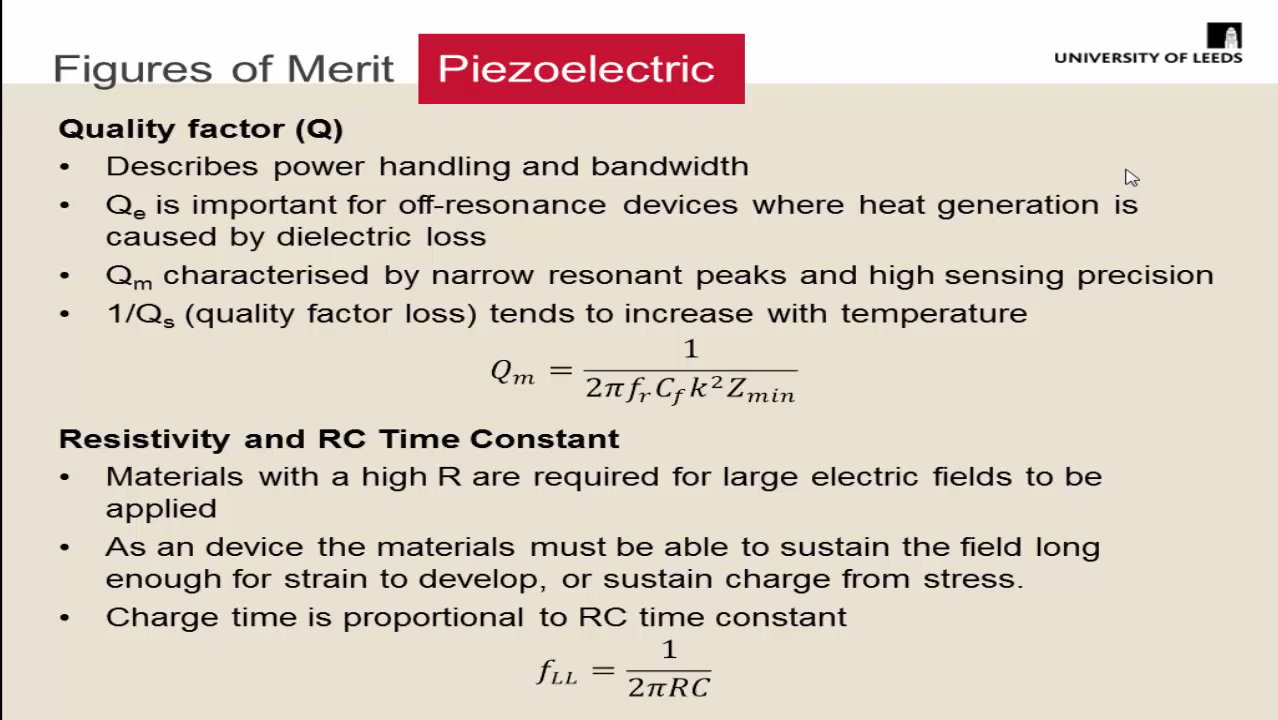 Figures of Merit Piezoelectric
UNIVERSITY OF LEEDS
Quality factor (Q)
• Describes power handling and bandwidth
• Qₑ is important for off-resonance devices where heat generation is
caused by dielectric loss
• Qₘ characterised by narrow resonant peaks and high sensing precision
• 1/Qₛ (quality factor loss) tends to increase with temperature
Qₘ = 1 / (2πf_r C_f k² Z_min)
Resistivity and RC Time Constant
• Materials with a high R are required for large electric fields to be
applied
• As an device the materials must be able to sustain the field long
enough for strain to develop, or sustain charge from stress.
• Charge time is proportional to RC time constant
f_LL = 1 / (2πRC)